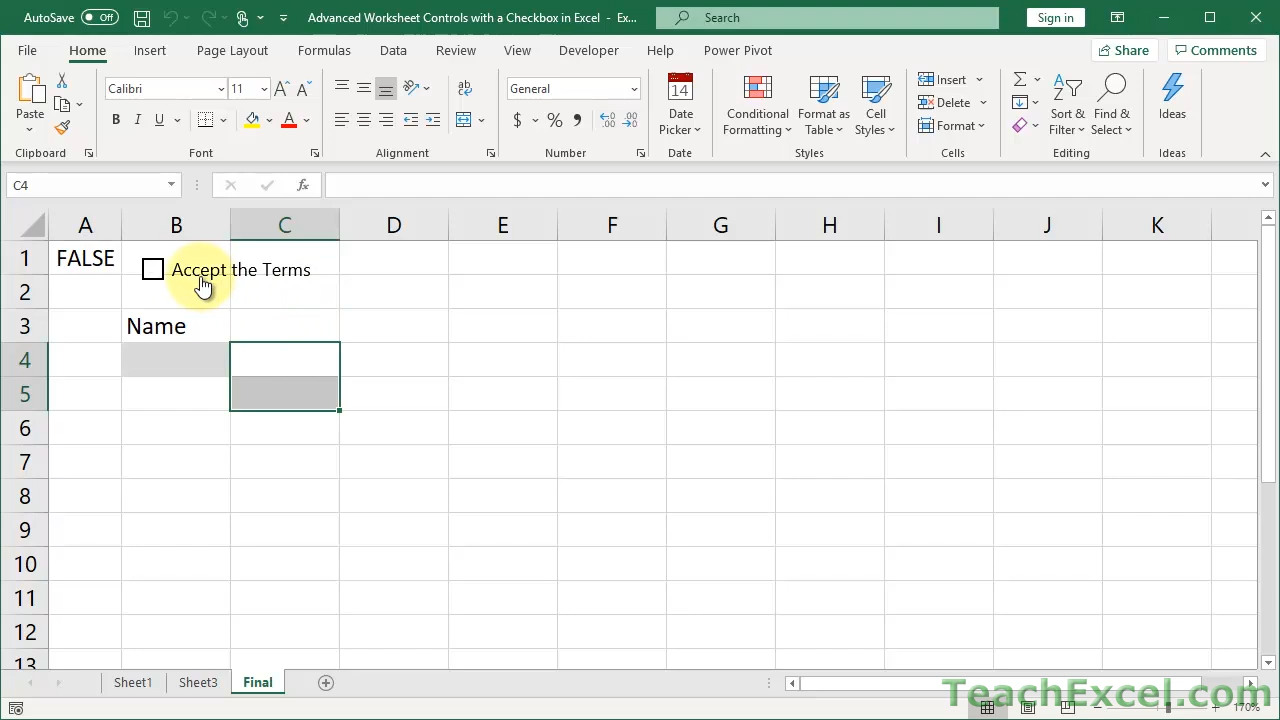 AutoSave Off Advanced Worksheet Controls with a Checkbox in Excel - Ex... Search Sign in
File Home Insert Page Layout Formulas Data Review View Developer Help Power Pivot Share Comments
Calibri 11 General Insert
Paste B I U $ % 9 Date Picker Conditional Formatting Format as Table Cell Styles Delete Format Sort & Filter Find & Select Ideas
Clipboard Font Alignment Number Date Styles Cells Editing Ideas
C4 fx
A B C D E F G H I J K
1 FALSE Accept the Terms
2
3 Name
4
5
6
7
8
9
10
11
12
13
Sheet1 Sheet3 Final
TeachExcel.com
170%